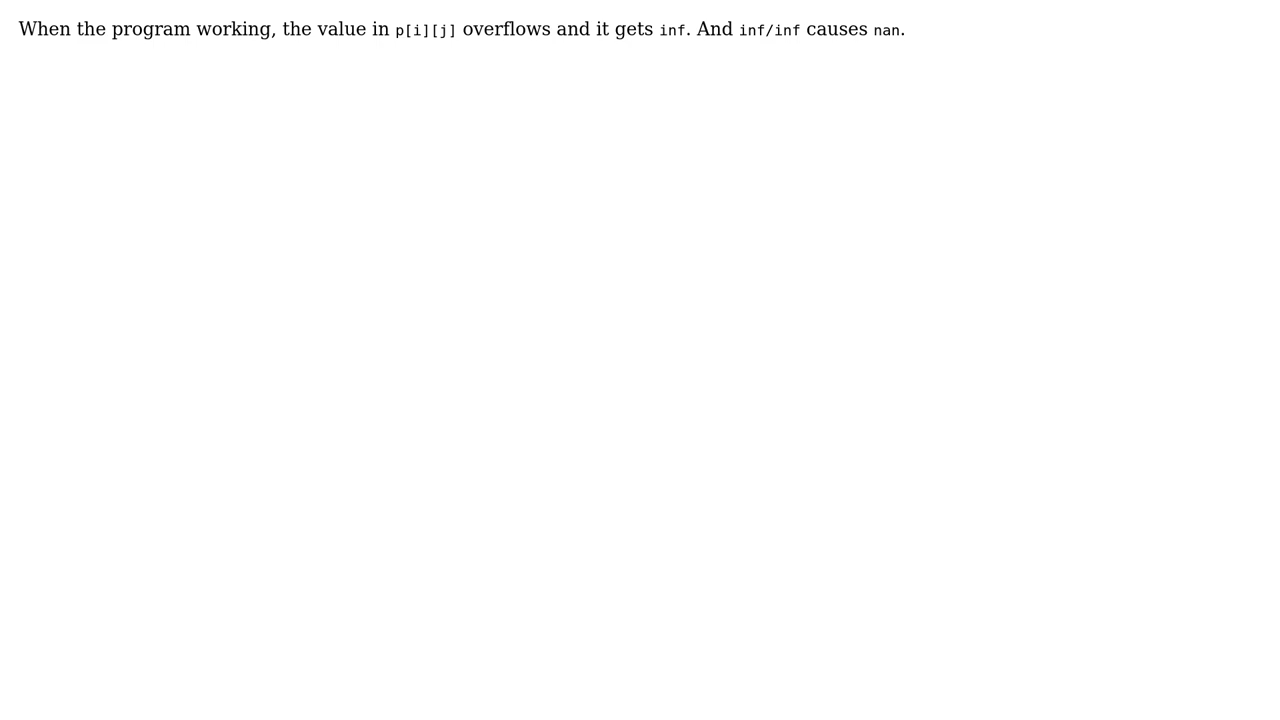 When the program working, the value in p[i][j] overflows and it gets inf. And inf/inf causes nan.